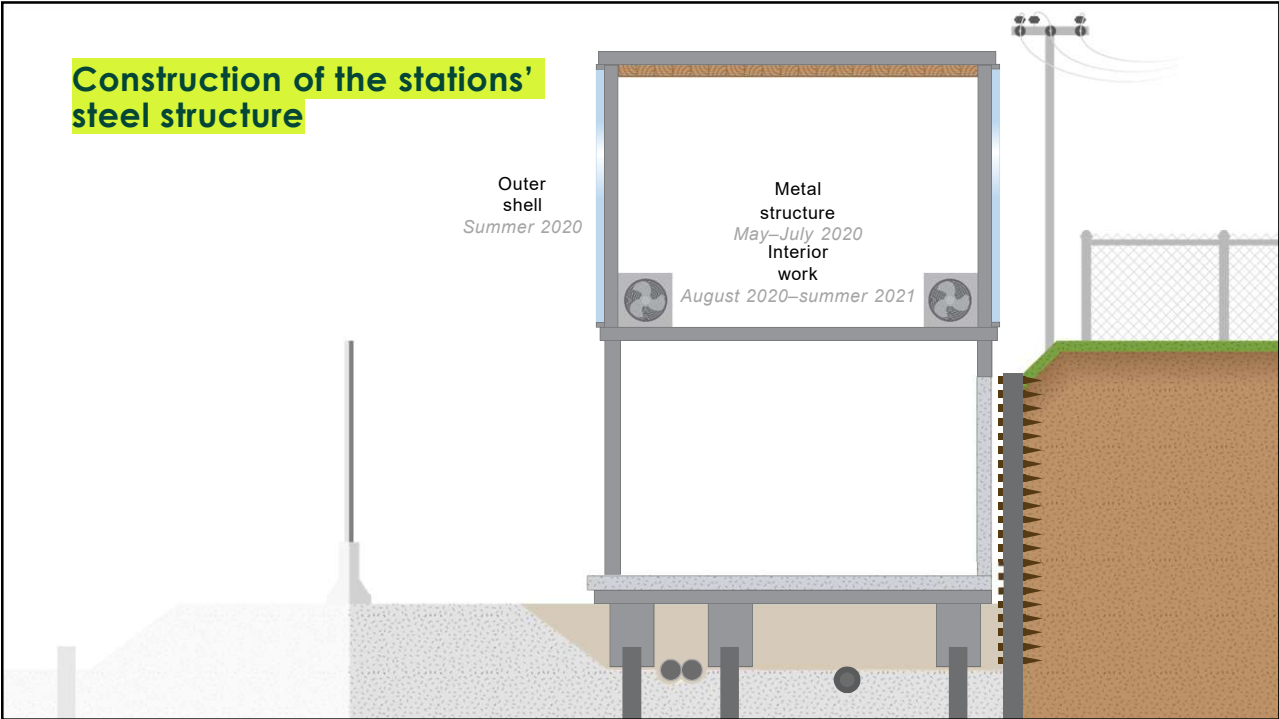 Construction of the stations’
steel structure
Outer
shell
Summer 2020
Metal
structure
May–July 2020
Interior
work
August 2020–summer 2021